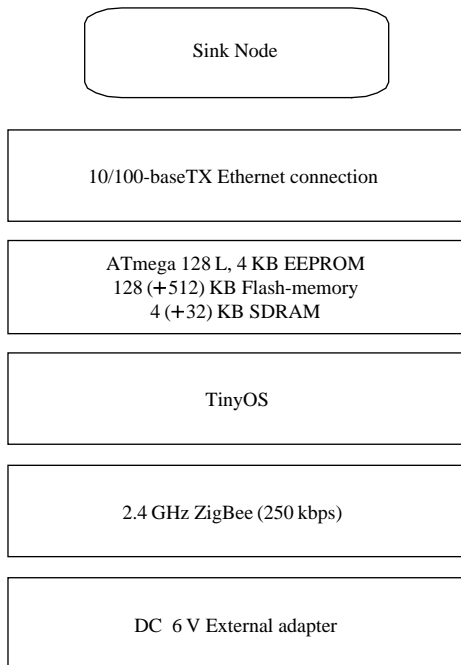 Sink Node
10/100-baseTX Ethernet connection
ATmega 128 L, 4 KB EEPROM
128 (+512) KB Flash-memory
4 (+32) KB SDRAM
TinyOS
2.4 GHz ZigBee (250 kbps)
DC 6 V External adapter